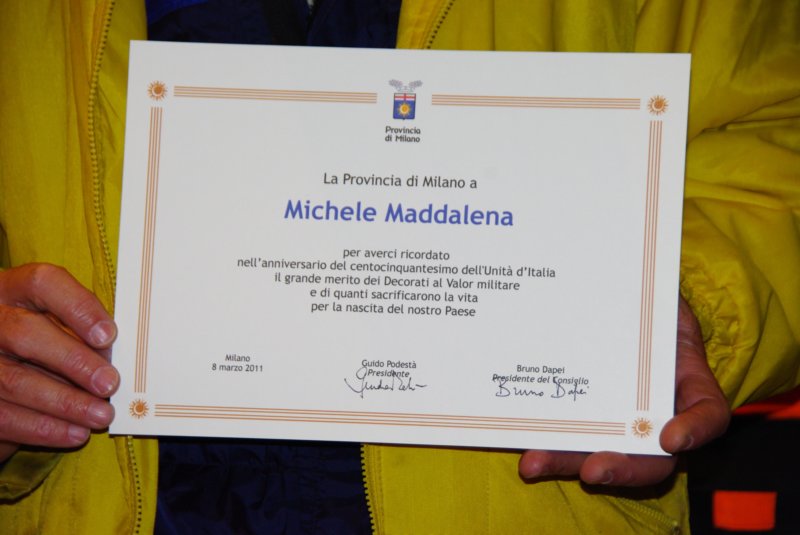 Provincia
di Milano
La Provincia di Milano a
Michele Maddalena
per averci ricordato
nell'anniversario del centocinquantesimo dell'Unità d'Italia
il grande merito dei Decorati al Valor militare
e di quanti sacrificarono la vita
per la nascita del nostro Paese
Milano
8 marzo 2011
Guido Podestà
Presidente
Bruno Dapei
Presidente del Consiglio
Bruno Dapei